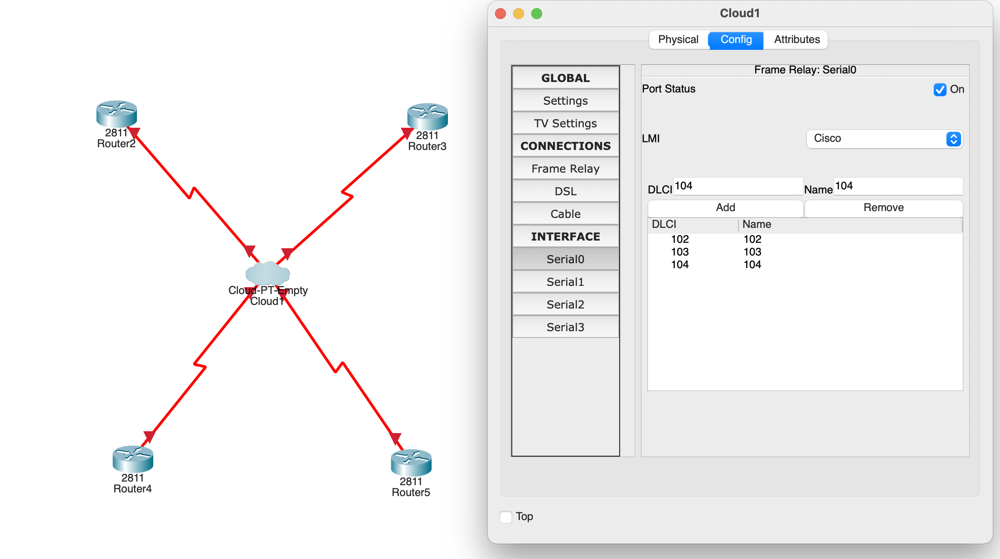 2811
Router2
2811
Router3
Cloud-PT-Empty
Cloud1
2811
Router4
2811
Router5
Cloud1
Physical
Config
Attributes
GLOBAL
Settings
TV Settings
CONNECTIONS
Frame Relay
DSL
Cable
INTERFACE
Serial0
Serial1
Serial2
Serial3
Frame Relay: Serial0
Port Status On
LMI Cisco
DLCI 104 Name 104
Add Remove
DLCI Name
102 102
103 103
104 104
Top